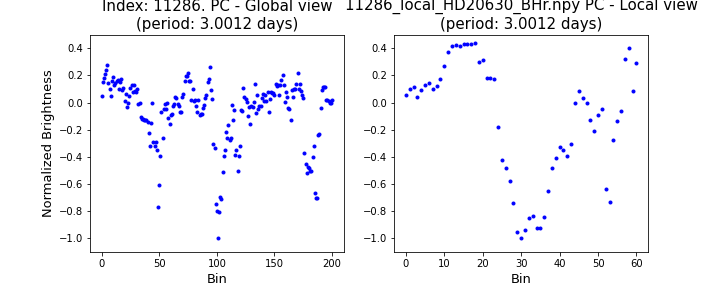 Index: 11286. PC - Global view
(period: 3.0012 days)
11286_local_HD20630_BHr.npy PC - Local view
(period: 3.0012 days)
Normalized Brightness
0.4
0.2
0.0
−0.2
−0.4
−0.6
−0.8
−1.0
0 50 100 150 200
Bin
0.4
0.2
0.0
−0.2
−0.4
−0.6
−0.8
−1.0
0 10 20 30 40 50 60
Bin